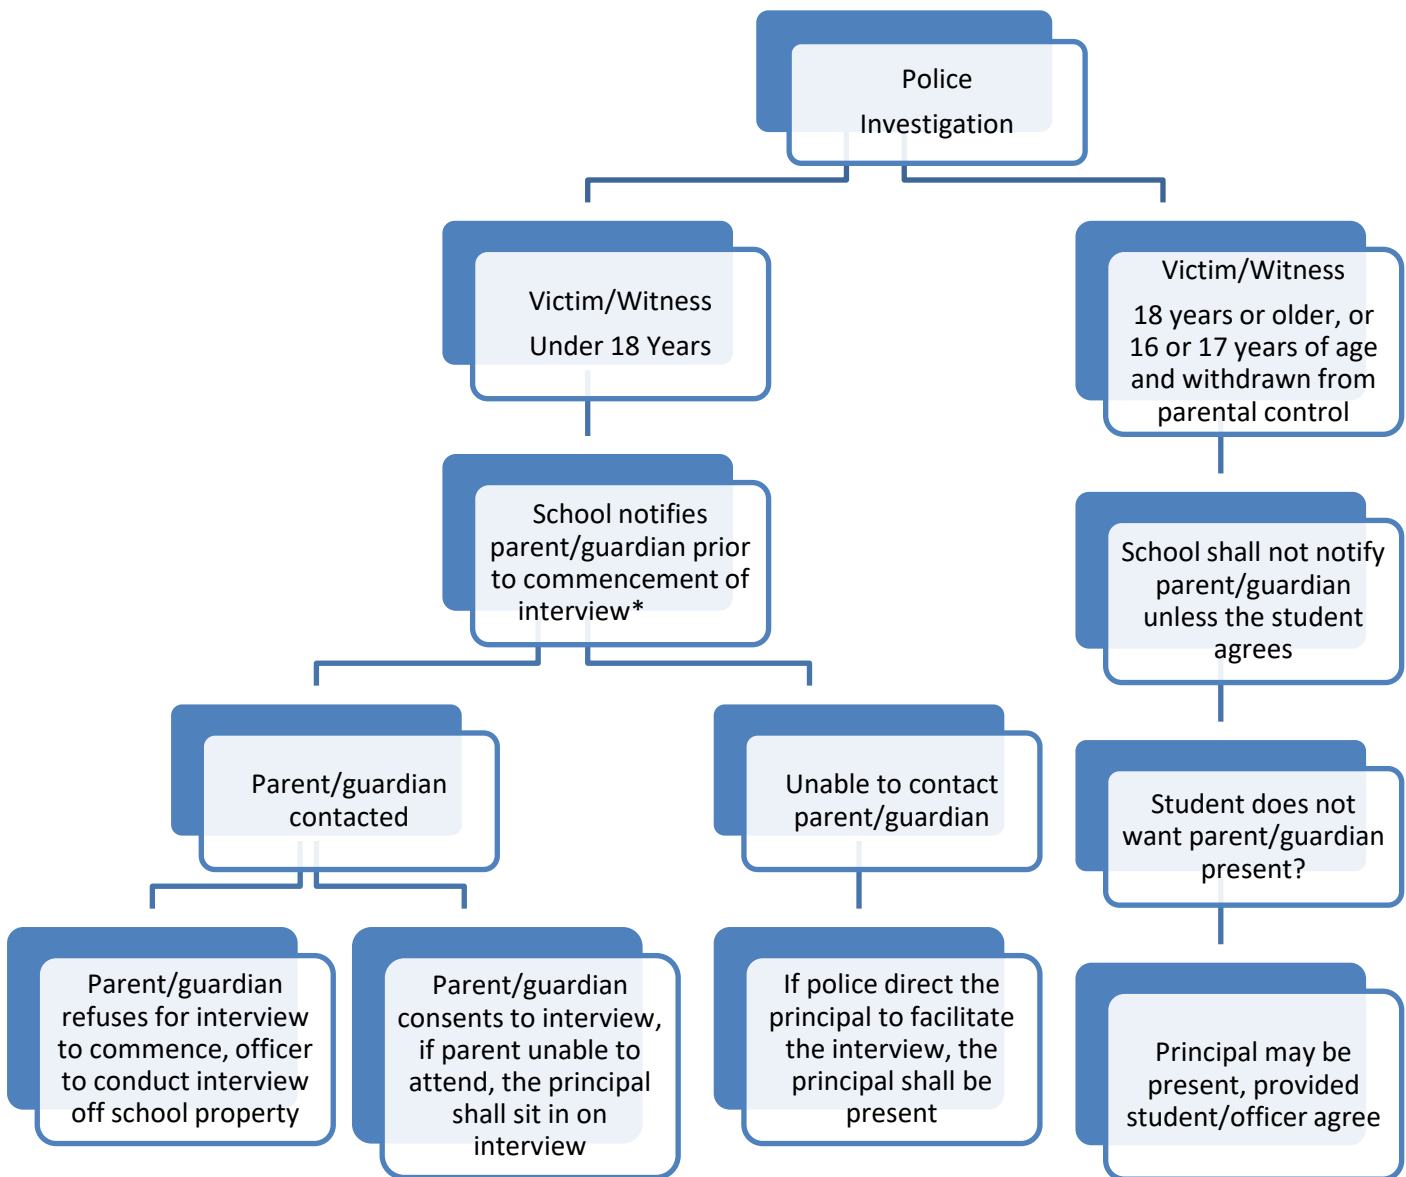 Police
Investigation
Victim/Witness
Under 18 Years
Victim/Witness
18 years or older, or
16 or 17 years of age
and withdrawn from
parental control
School notifies
parent/guardian prior
to commencement of
interview*
School shall not notify
parent/guardian
unless the student
agrees
Parent/guardian
contacted
Unable to contact
parent/guardian
Student does not
want parent/guardian
present?
Parent/guardian
refuses for interview
to commence, officer
to conduct interview
off school property
Parent/guardian
consents to interview,
if parent unable to
attend, the principal
shall sit in on
interview
If police direct the
principal to facilitate
the interview, the
principal shall be
present
Principal may be
present, provided
student/officer agree